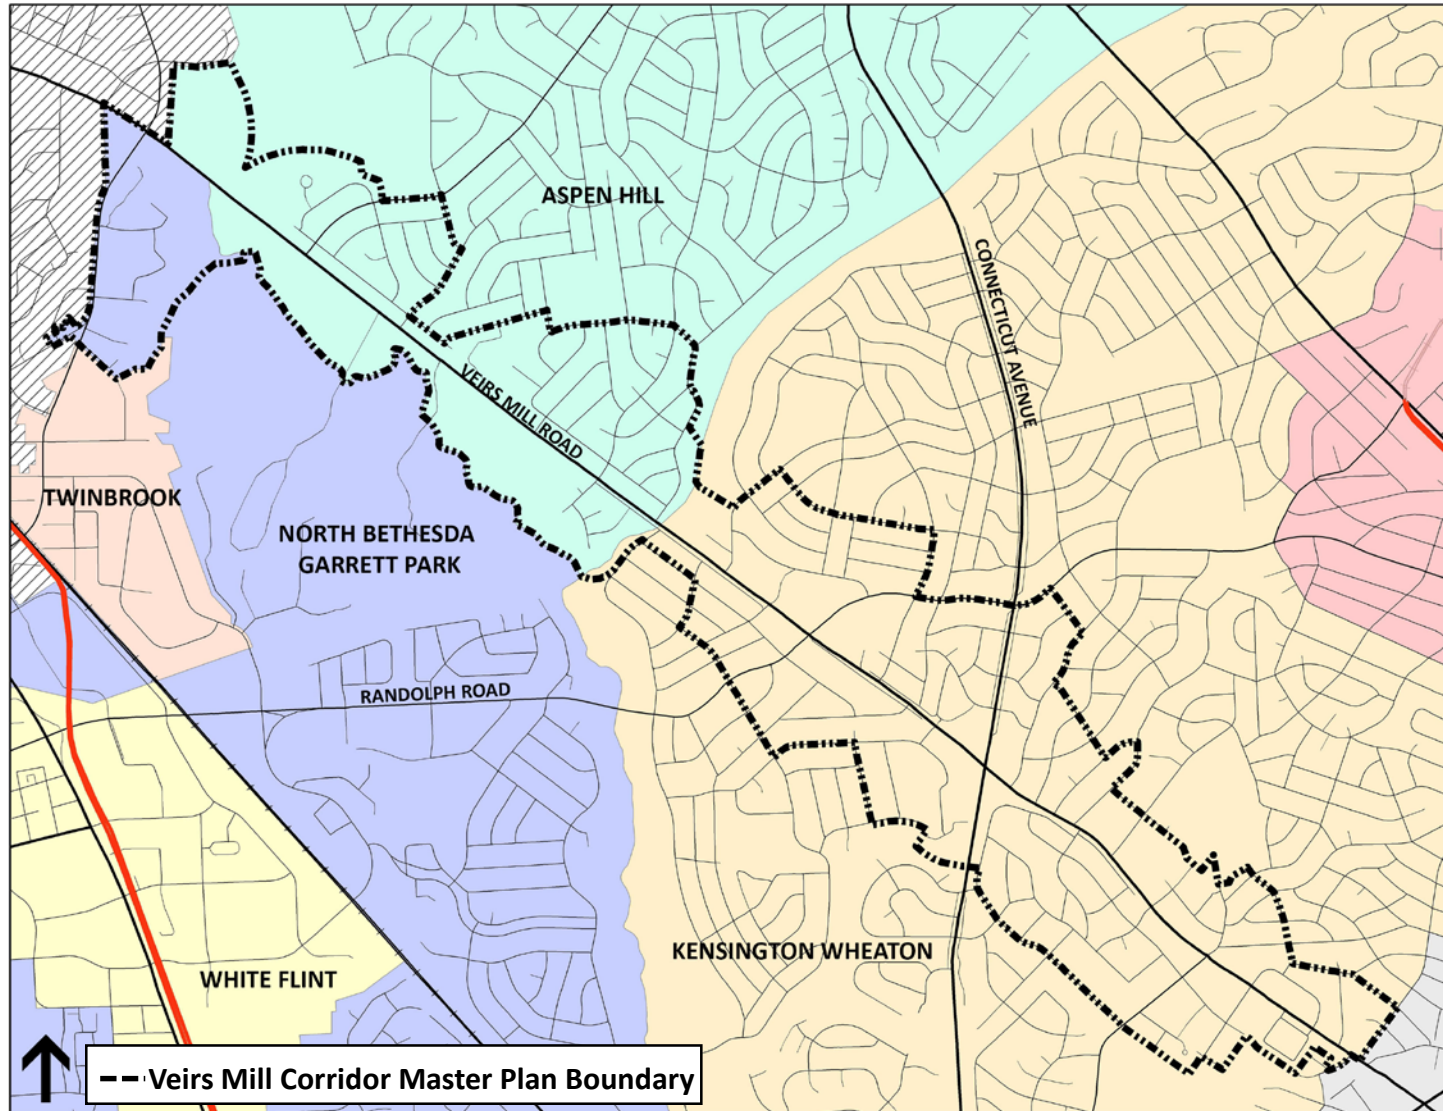 ASPEN HILL
CONNECTICUT AVENUE
VEIRS MILL ROAD
TWINBROOK
NORTH BETHESDA
GARRETT PARK
RANDOLPH ROAD
KENSINGTON WHEATON
WHITE FLINT
Veirs Mill Corridor Master Plan Boundary